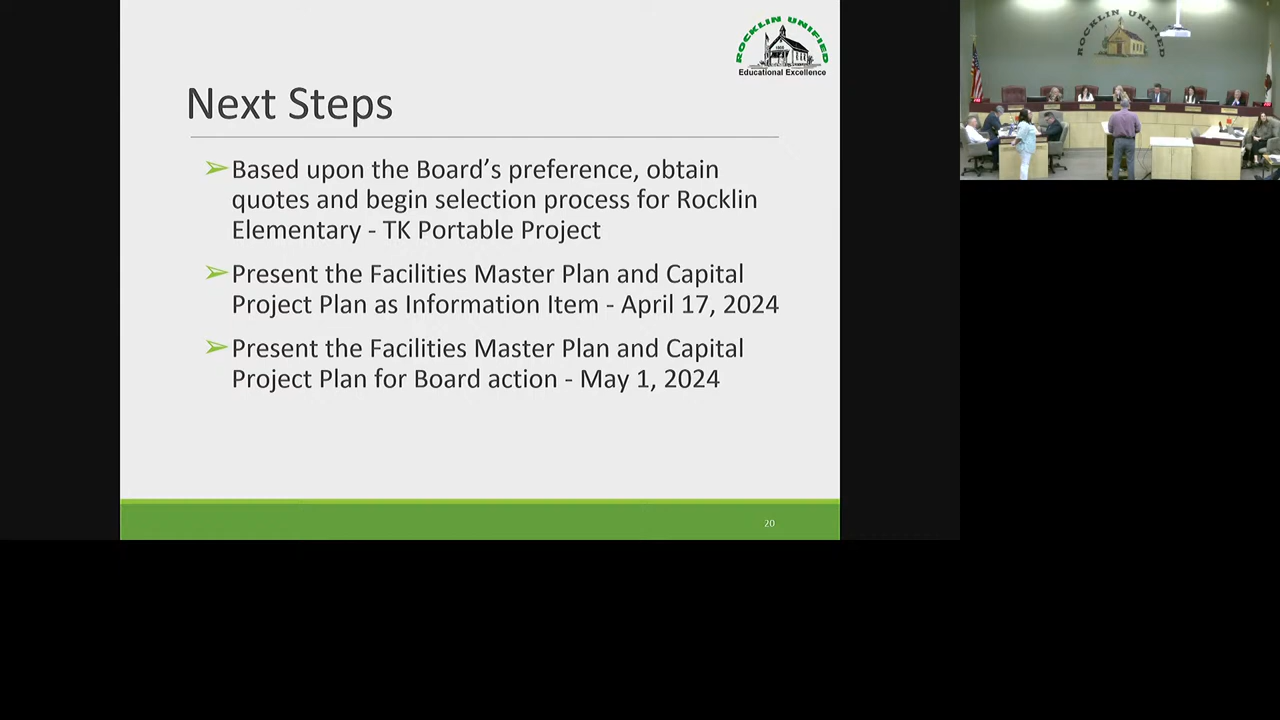 ROCKLIN UNIFIED
Educational Excellence
Next Steps
➢Based upon the Board’s preference, obtain
quotes and begin selection process for Rocklin
Elementary - TK Portable Project
➢Present the Facilities Master Plan and Capital
Project Plan as Information Item - April 17, 2024
➢Present the Facilities Master Plan and Capital
Project Plan for Board action - May 1, 2024
20
ROCKLIN UNIFIED